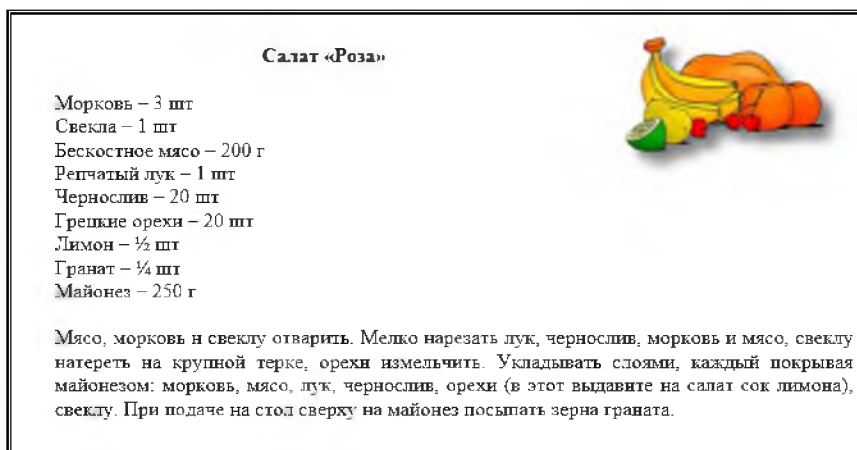 Салат «Роза»
Морковь – 3 шт
Свекла – 1 шт
Бескостное мясо – 200 г
Репчатый лук – 1 шт
Чернослив – 20 шт
Грецкие орехи – 20 шт
Лимон – ½ шт
Гранат – ¼ шт
Майонез – 250 г
Мясо, морковь н свеклу отварить. Мелко нарезать лук, чернослив, морковь и мясо, свеклу
натереть на крупной терке, орехи измельчить. Укладывать слоями, каждый покрывая
майонезом: морковь, мясо, лук, чернослив, орехи (в этот выдавите на салат сок лимона),
свеклу. При подаче на стол сверху на майонез посыпать зерна граната.